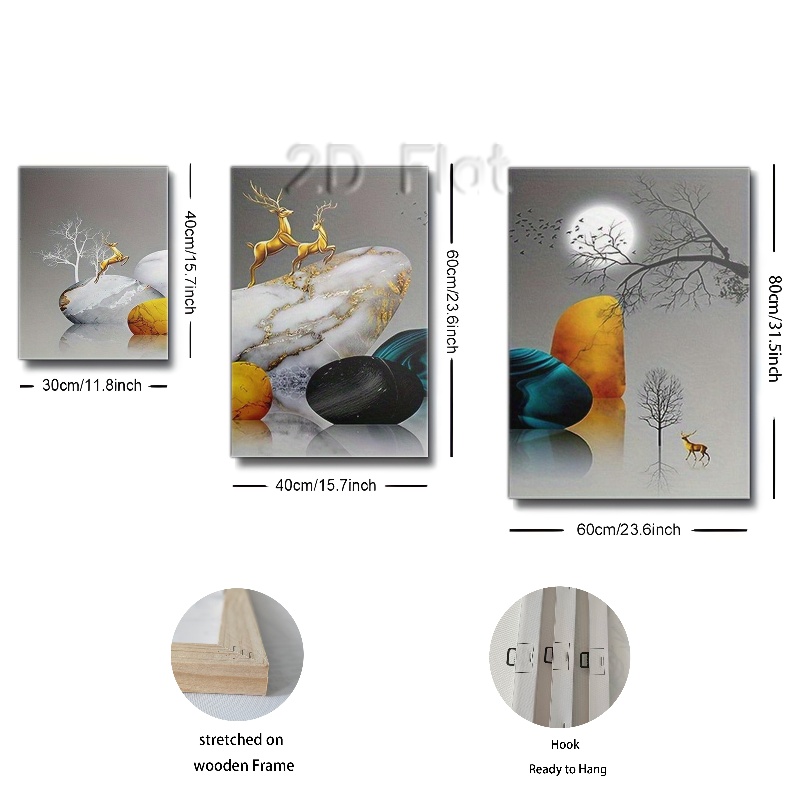 2D Flat
40cm/15.7inch
60cm/23.6inch
80cm/31.5inch
30cm/11.8inch
40cm/15.7inch
60cm/23.6inch
stretched on
wooden Frame
Hook
Ready to Hang